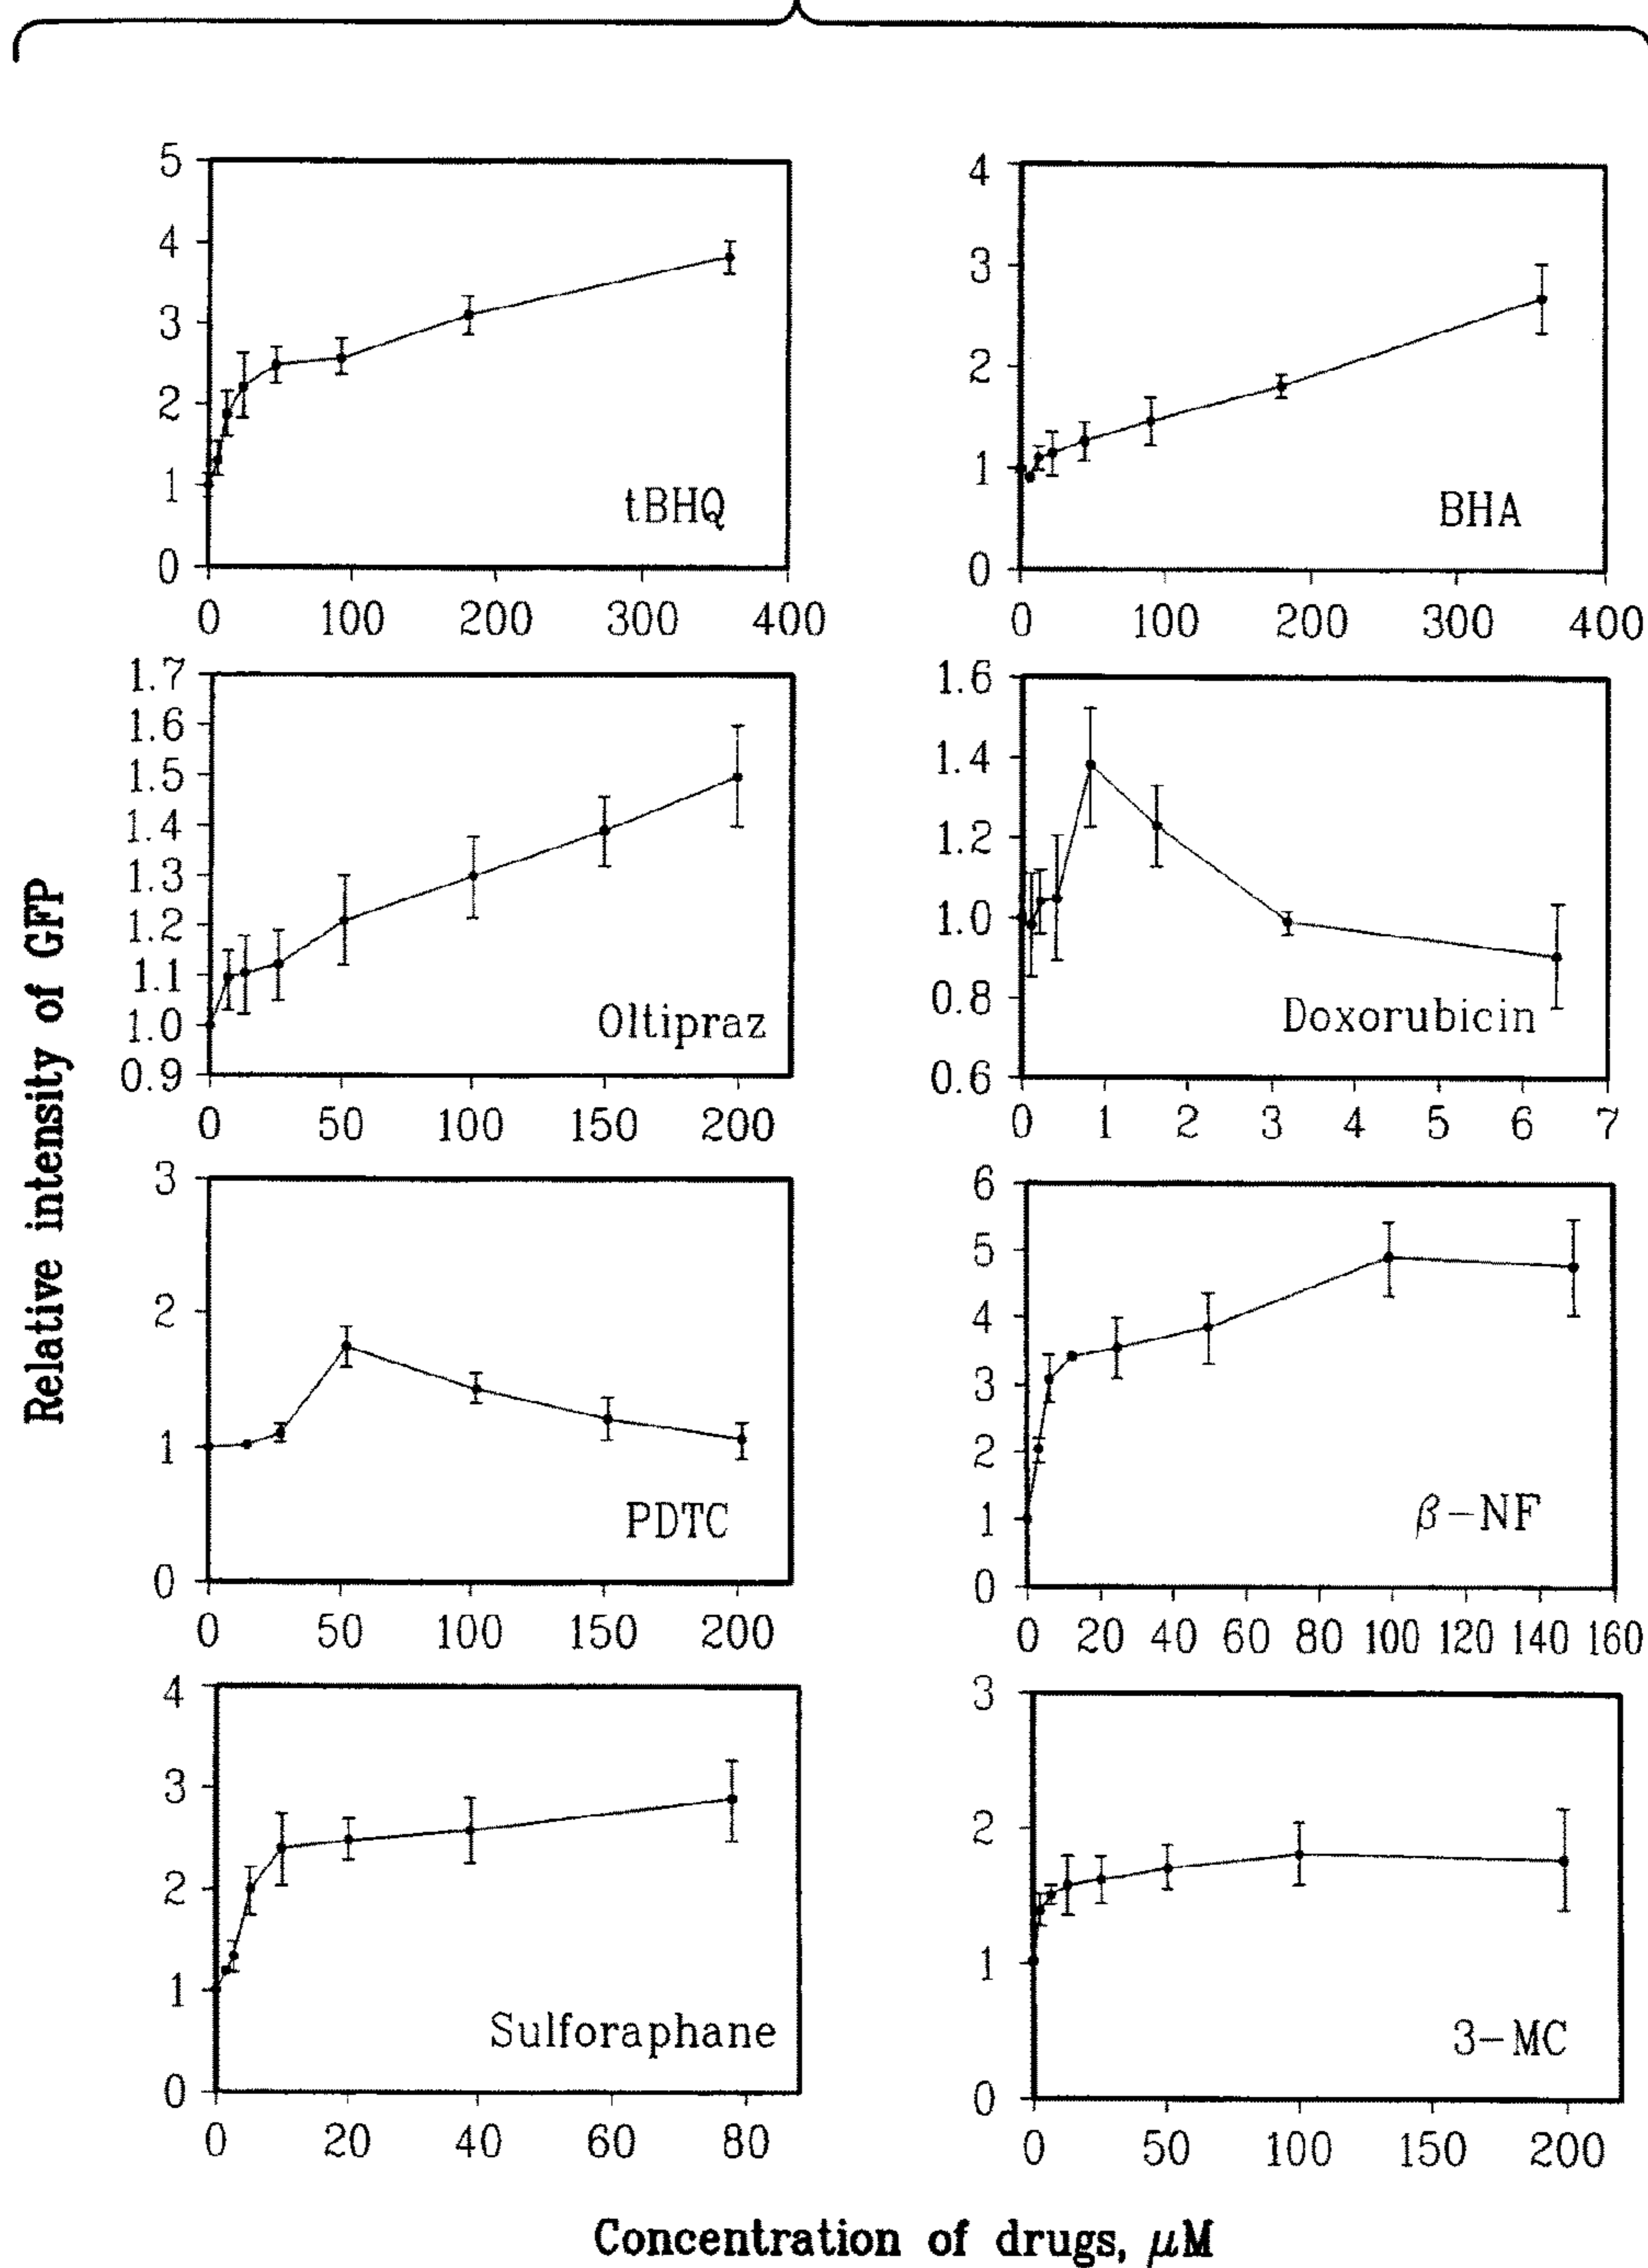 5
4
3
2
1
0
0 100 200 300 400
tBHQ
4
3
2
1
0
0 100 200 300 400
BHA
1.7
1.6
1.5
1.4
1.3
1.2
1.1
1.0
0.9
0 50 100 150 200
Oltipraz
1.6
1.4
1.2
1.0
0.8
0.6
0 1 2 3 4 5 6 7
Doxorubicin
Relative intensity of GFP
3
2
1
0
0 50 100 150 200
PDTC
6
5
4
3
2
1
0
0 20 40 60 80 100 120 140 160
β-NF
4
3
2
1
0
0 20 40 60 80
Sulforaphane
3
2
1
0
0 50 100 150 200
3-MC
Concentration of drugs, μM